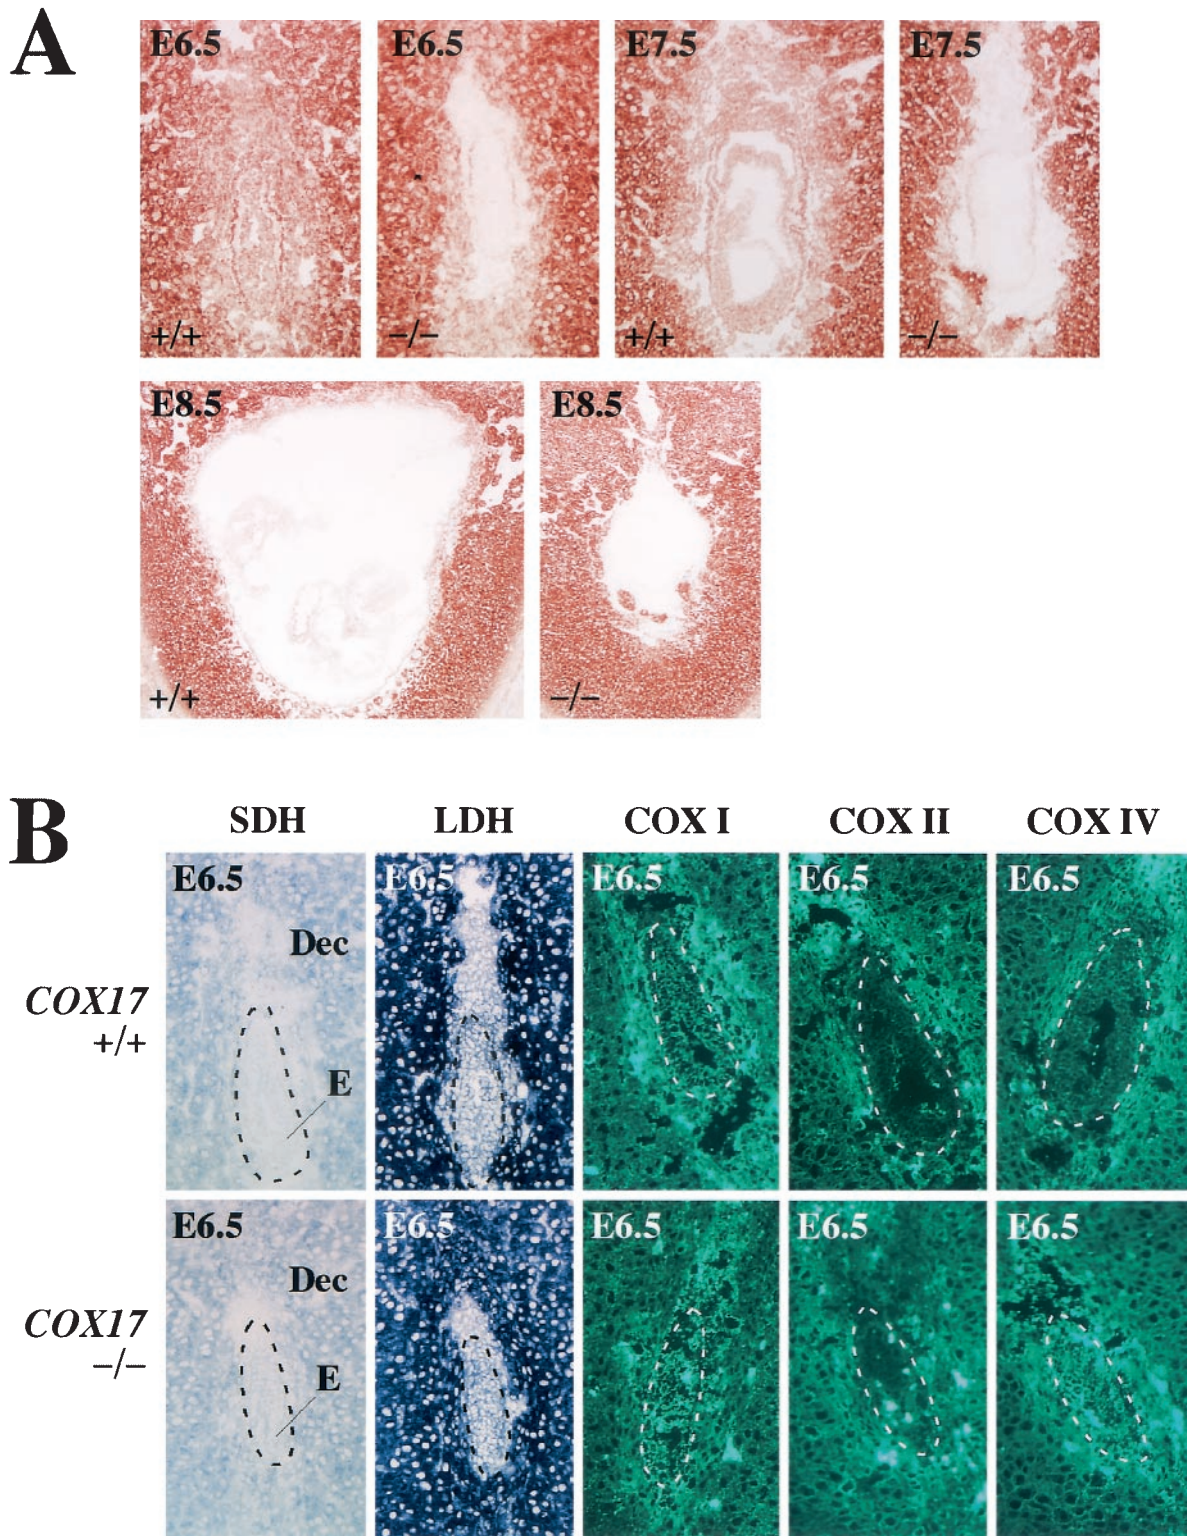 A
E6.5 E6.5 E7.5 E7.5
+/+ −/− +/+ −/−
E8.5 E8.5
+/+ −/−
B
SDH LDH COX I COX II COX IV
E6.5 E6.5 E6.5 E6.5 E6.5
Dec
COX17
+/+
E
E6.5 E6.5 E6.5 E6.5 E6.5
Dec
COX17
−/−
E